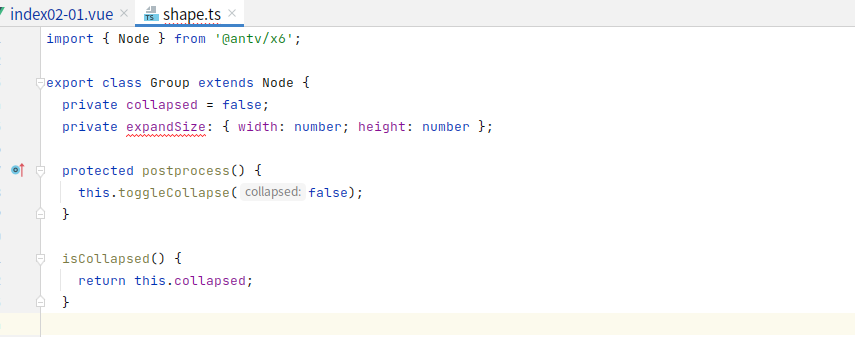 index02-01.vue
shape.ts
import { Node } from '@antv/x6';
export class Group extends Node {
private collapsed = false;
private expandSize: { width: number; height: number };
protected postprocess() {
this.toggleCollapse( collapsed: false);
}
isCollapsed() {
return this.collapsed;
}